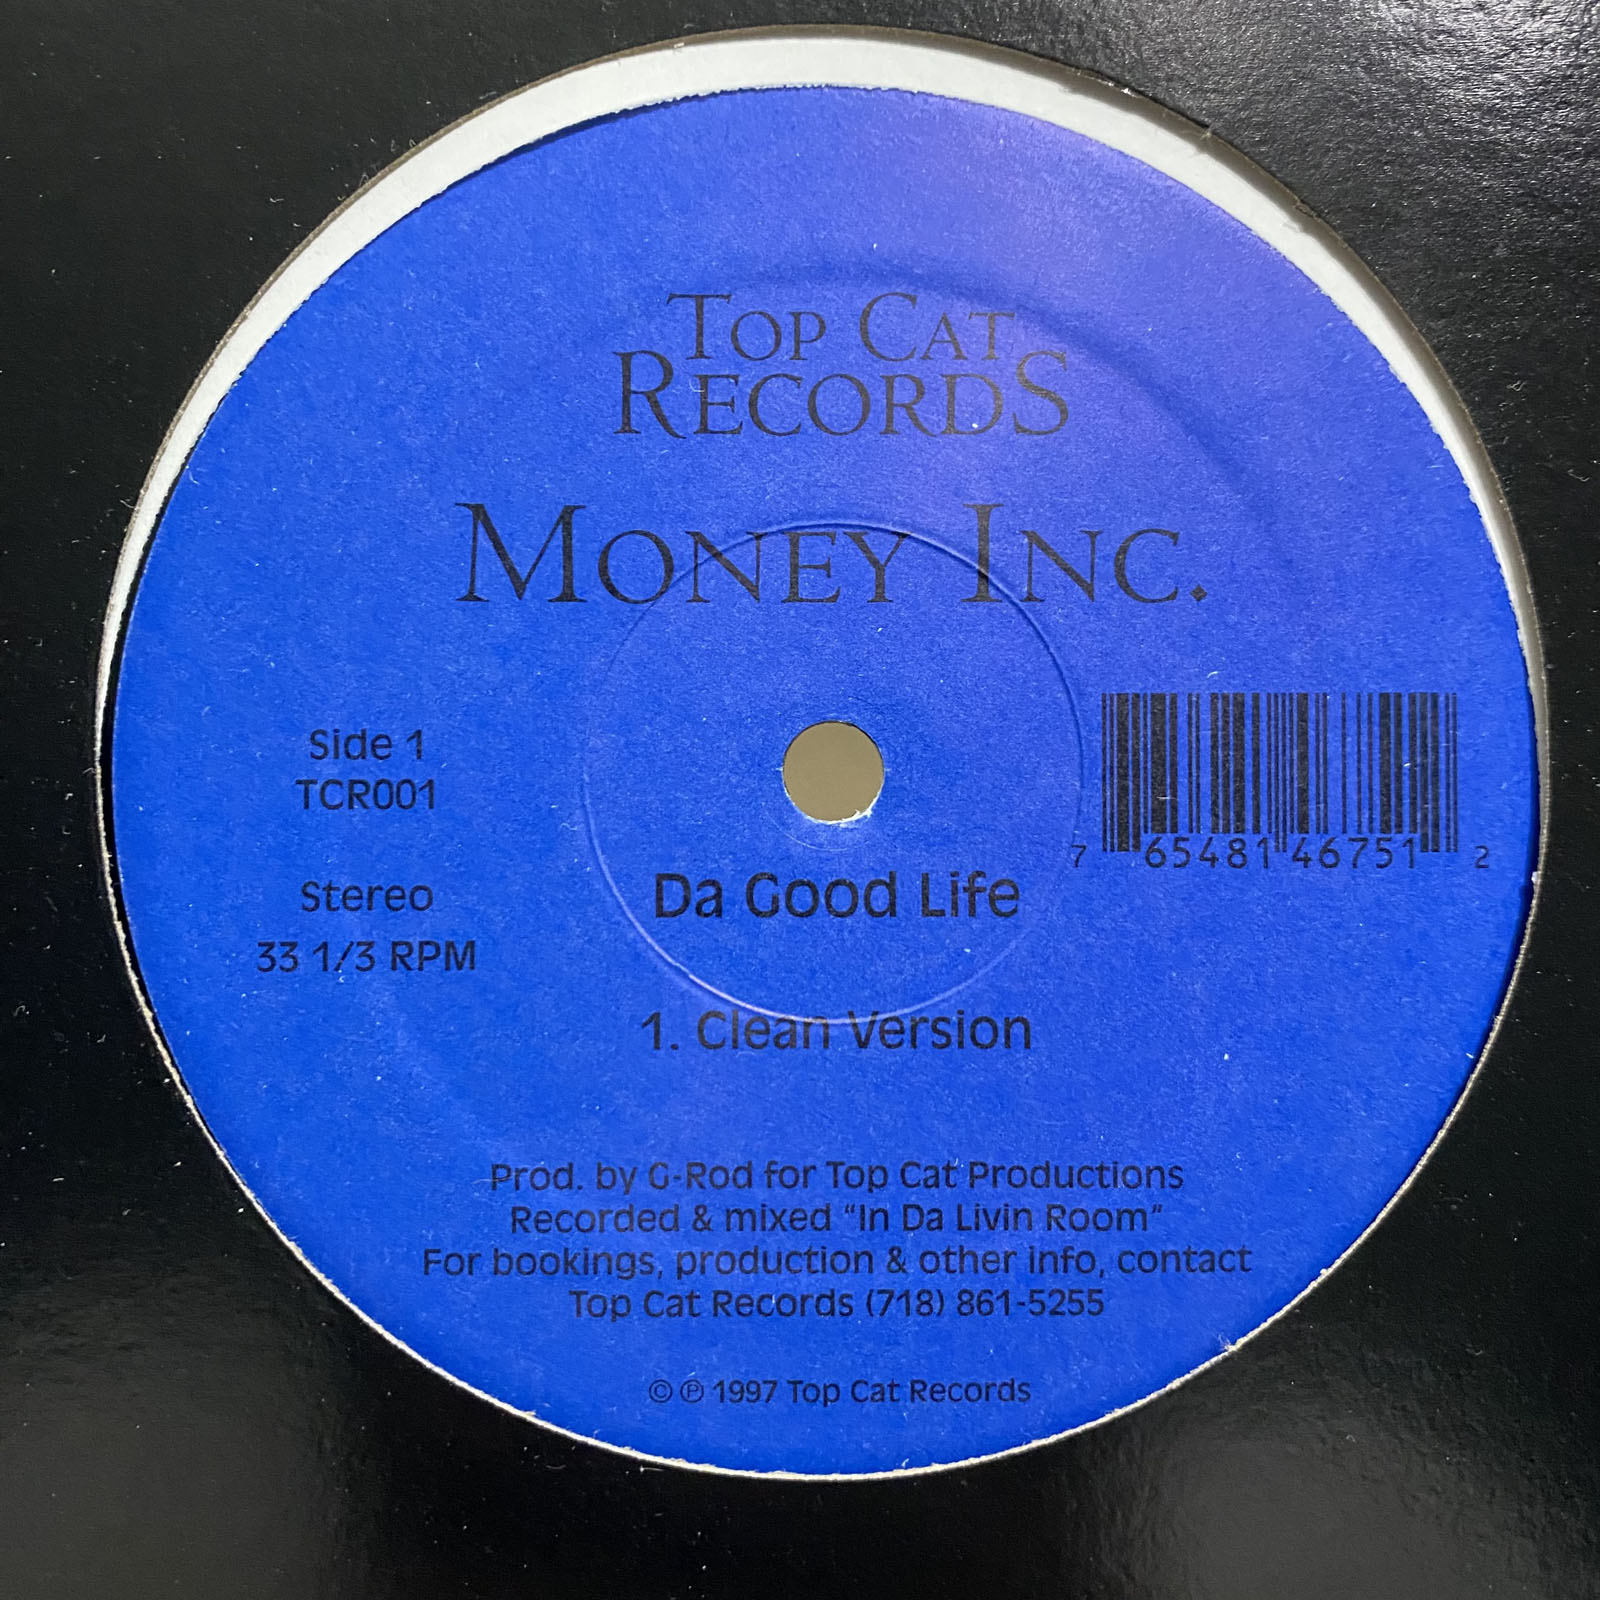 Top Cat
Records
Money Inc.
Side 1
TCR001
Stereo
33 1/3 RPM
7 65481 46751 2
Da Good Life
1. Clean Version
Prod. by G-Rod for Top Cat Productions
Recorded & mixed “In Da Livin Room”
For bookings, production & other info, contact
Top Cat Records (718) 861-5255
© ℗ 1997 Top Cat Records